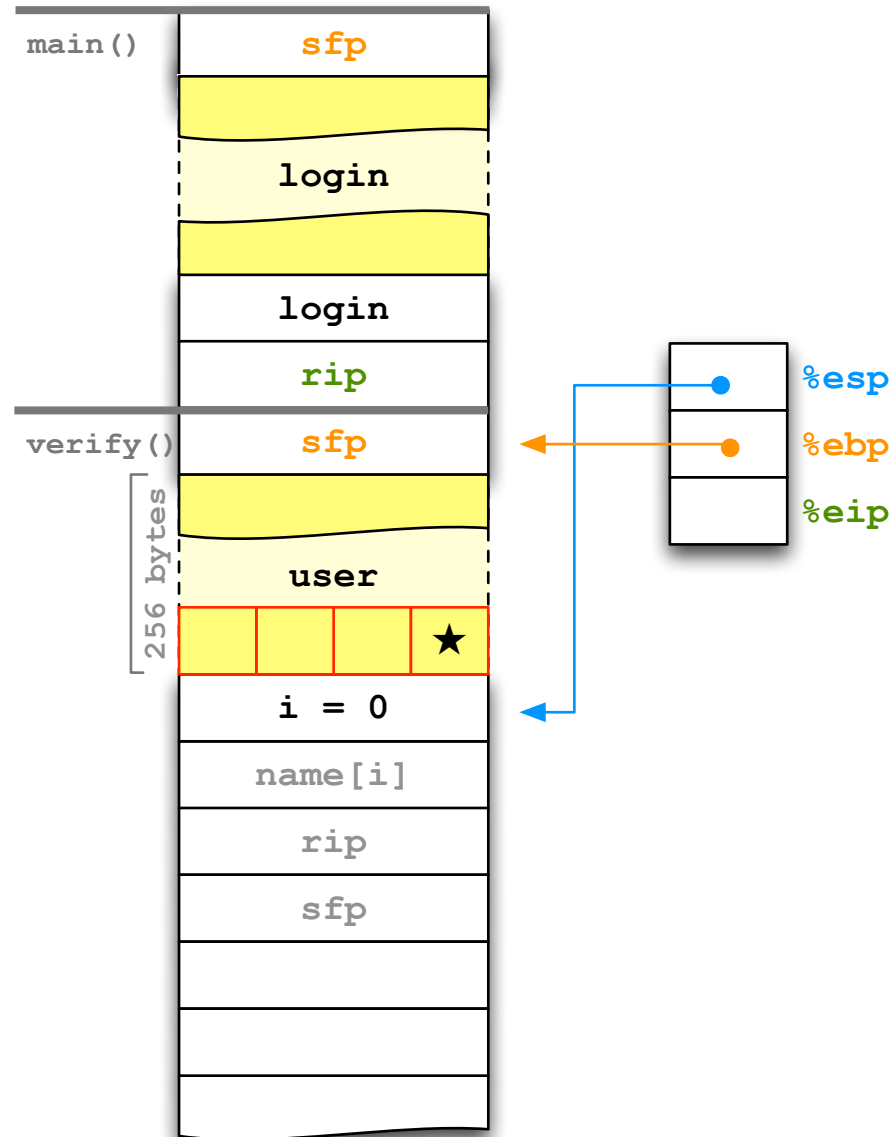 main()
sfp
login
login
rip
%esp
verify()
sfp
%ebp
%eip
256 bytes
user
★
i = 0
name[i]
rip
sfp